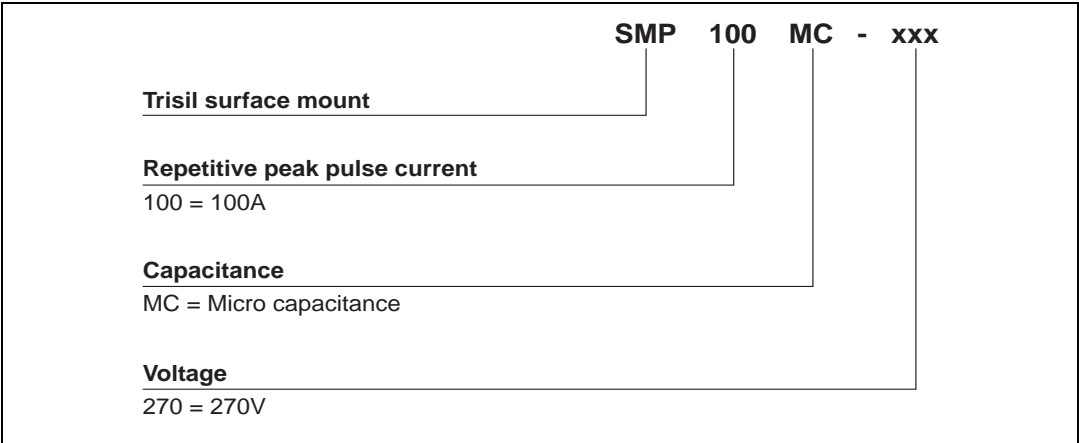 SMP 100 MC - xxx
Trisil surface mount
Repetitive peak pulse current
100 = 100A
Capacitance
MC = Micro capacitance
Voltage
270 = 270V